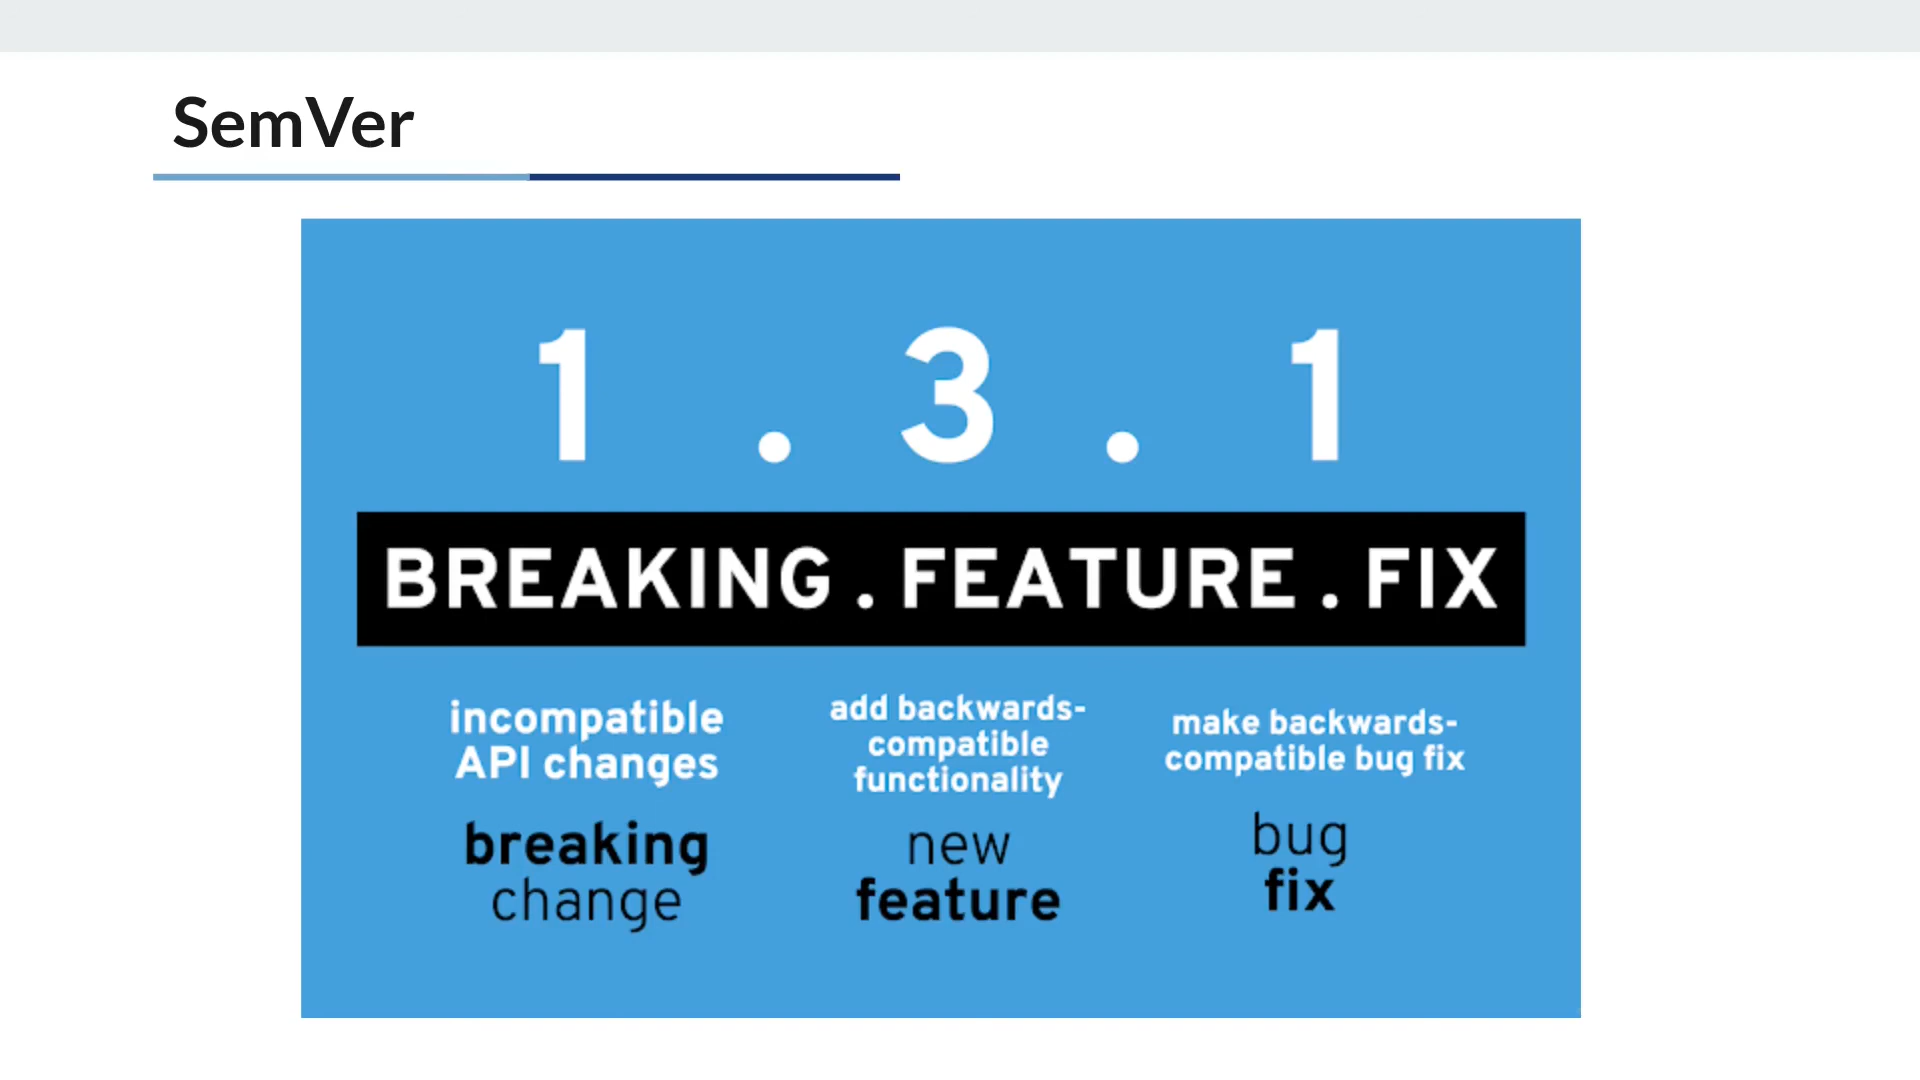 SemVer
1 . 3 . 1
BREAKING . FEATURE . FIX
incompatible
API changes
breaking
change
add backwards-
compatible
functionality
new
feature
make backwards-
compatible bug fix
bug
fix